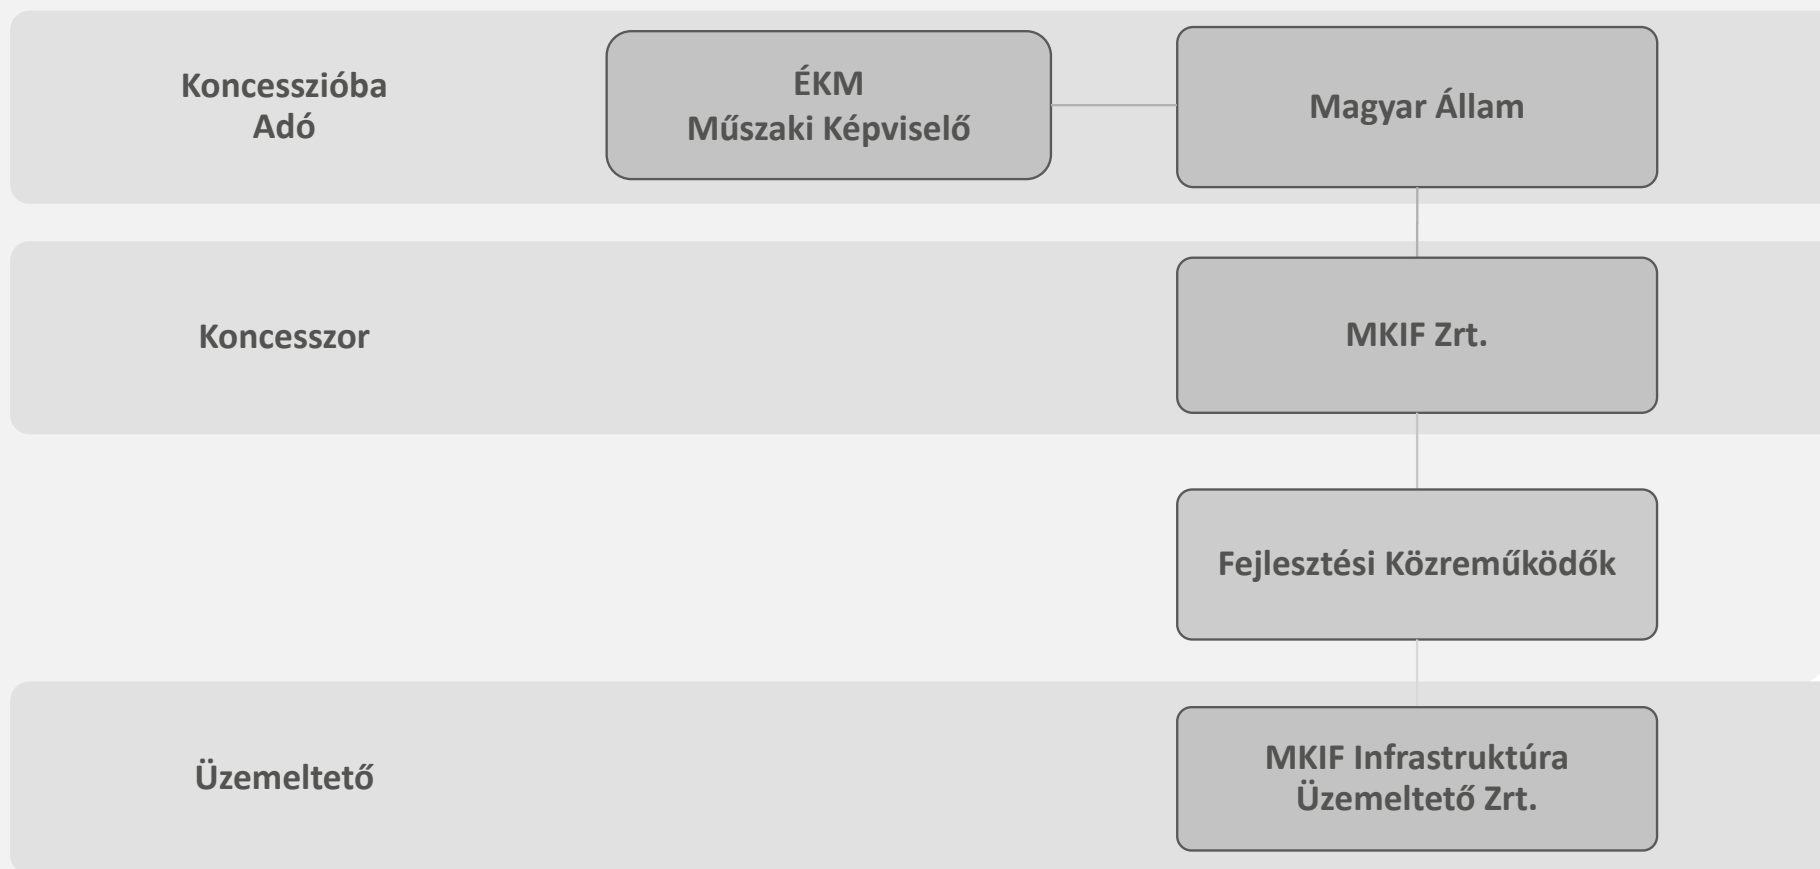 Koncesszióba
Adó
ÉKM
Műszaki Képviselő
Magyar Állam
Koncesszor
MKIF Zrt.
Fejlesztési Közreműködők
Üzemeltető
MKIF Infrastruktúra
Üzemeltető Zrt.